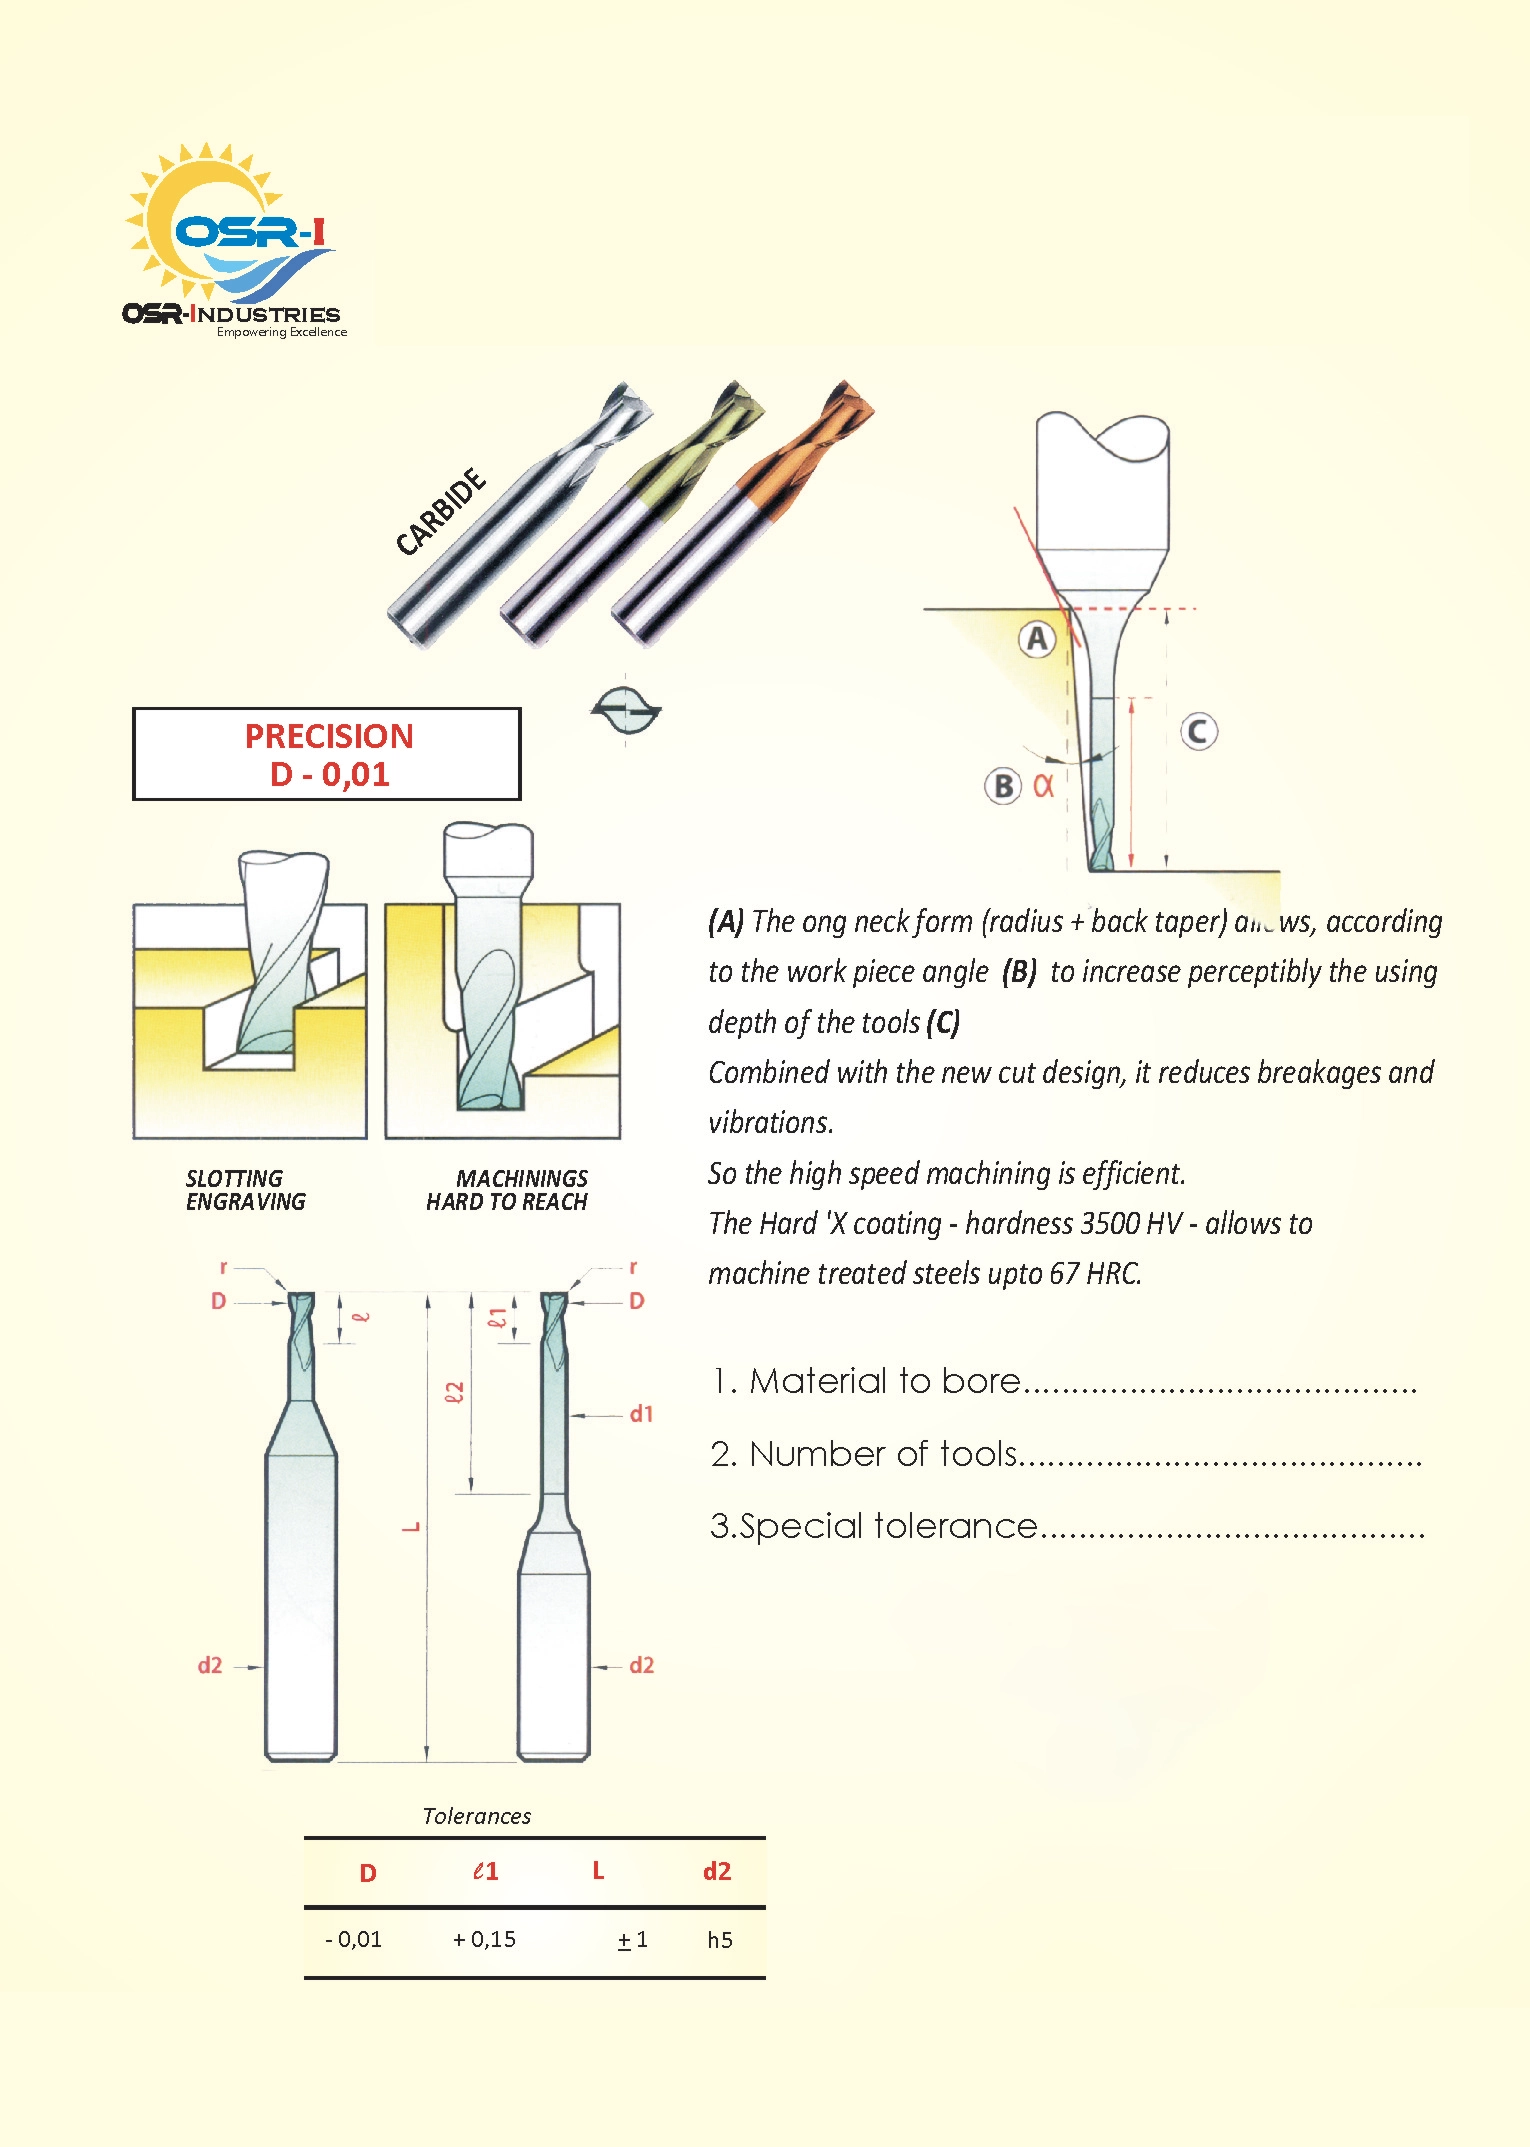 OSR-I
OSR-INDUSTRIES
Empowering Excellence
CARBIDE
PRECISION
D - 0,01
A
B α
C
SLOTTING
ENGRAVING
MACHININGS
HARD TO REACH
(A) The ong neck form (radius + back taper) allows, according
to the work piece angle (B) to increase perceptibly the using
depth of the tools (C)
Combined with the new cut design, it reduces breakages and
vibrations.
So the high speed machining is efficient.
The Hard 'X coating - hardness 3500 HV - allows to
machine treated steels upto 67 HRC.
r
D
ℓ
d2
L
ℓ2
ℓ1
r
D
d1
d2
1. Material to bore.........................................
2. Number of tools..........................................
3.Special tolerance........................................
Tolerances
D ℓ1 L d2
- 0,01 + 0,15 ± 1 h5